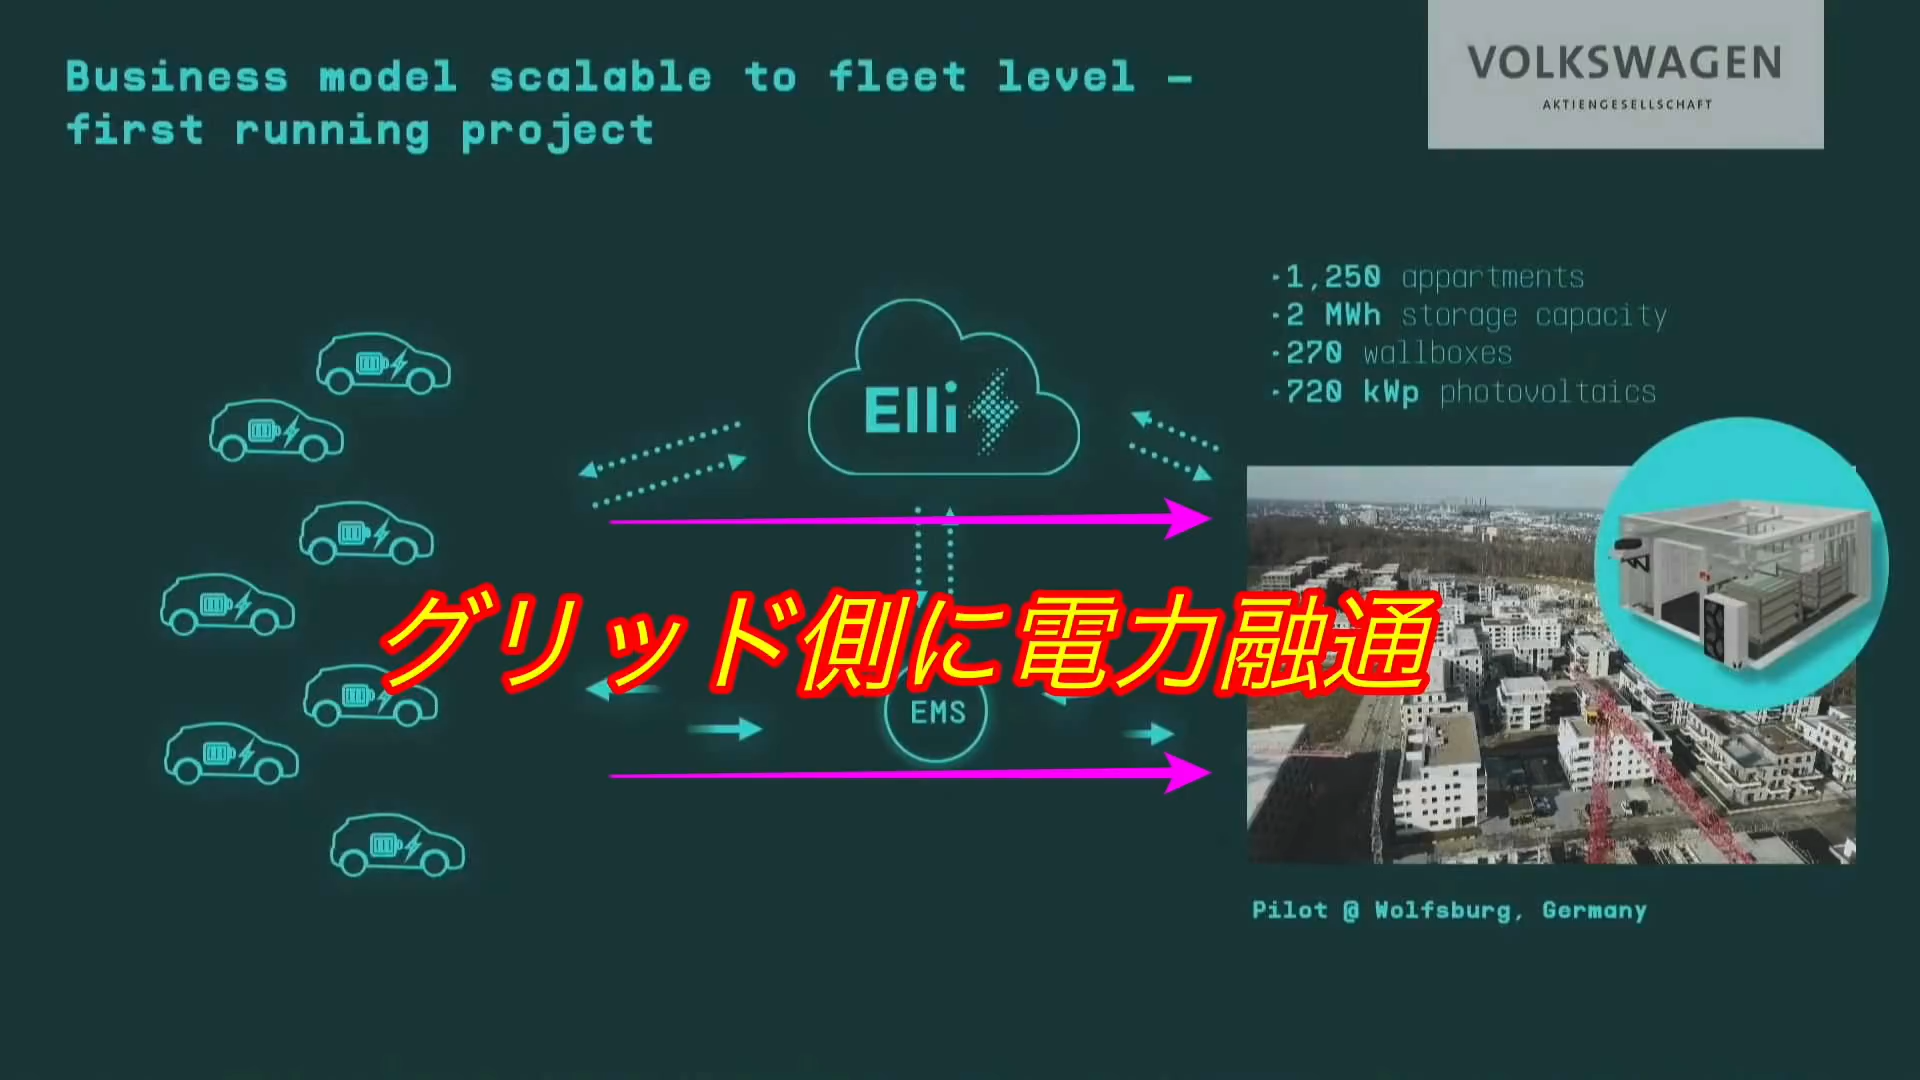 Business model scalable to fleet level –
first running project
VOLKSWAGEN
AKTIENGESELLSCHAFT
·1,250 appartments
·2 MWh storage capacity
·270 wallboxes
·720 kWp photovoltaics
Elli
グリッド側に電力融通
EMS
Pilot @ Wolfsburg, Germany